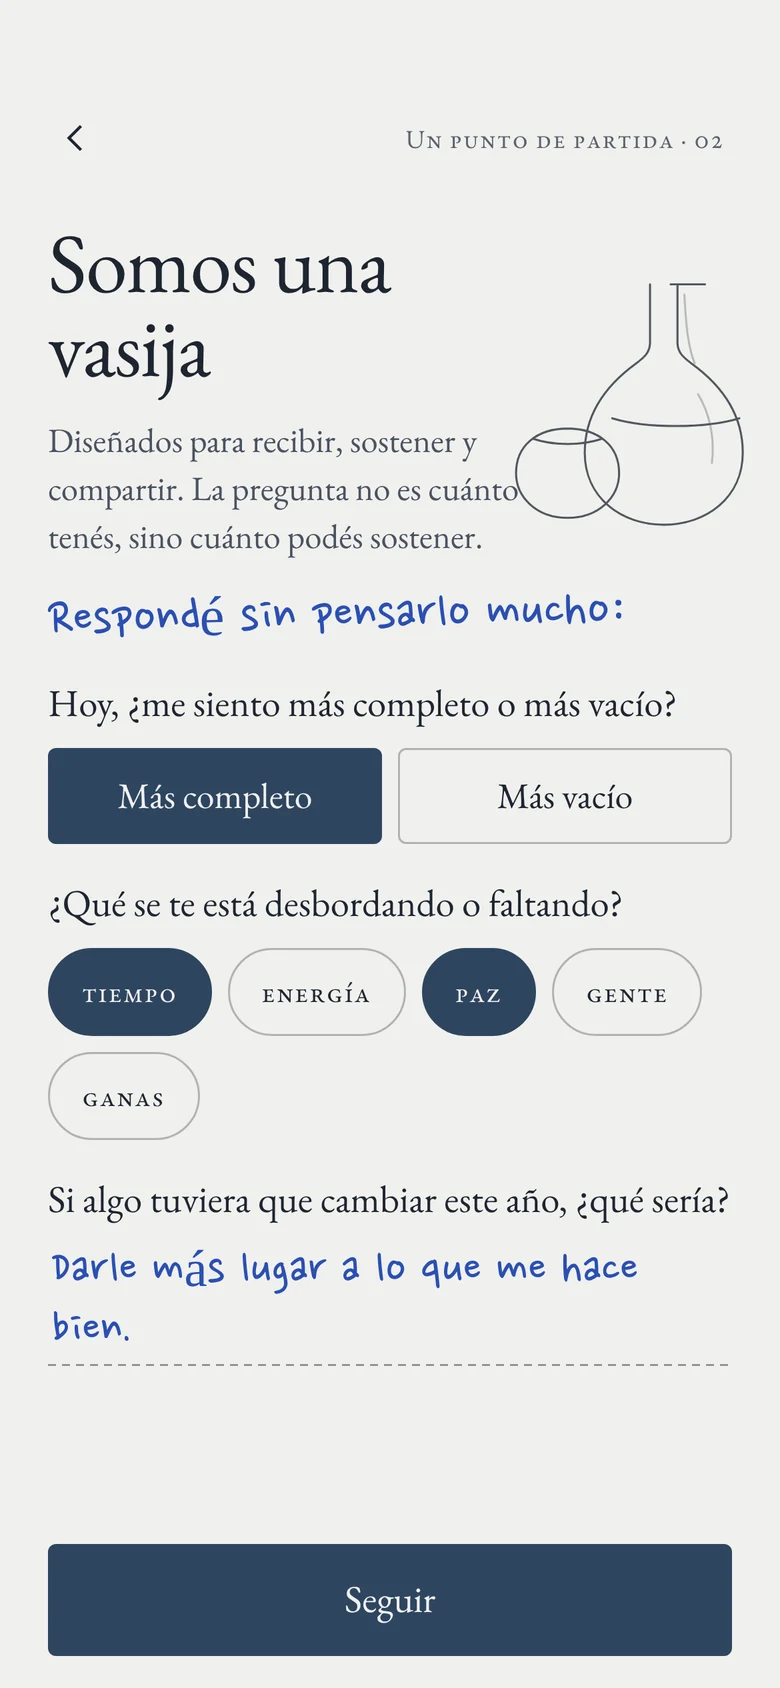 Un punto de partida · 02
Somos una
vasija
Diseñados para recibir, sostener y
compartir. La pregunta no es cuánto
tenés, sino cuánto podés sostener.
Respondé sin pensarlo mucho:
Hoy, ¿me siento más completo o más vacío?
Más completo
Más vacío
¿Qué se te está desbordando o faltando?
TIEMPO
ENERGÍA
PAZ
GENTE
GANAS
Si algo tuviera que cambiar este año, ¿qué sería?
Darle más lugar a lo que me hace
bien.
Seguir